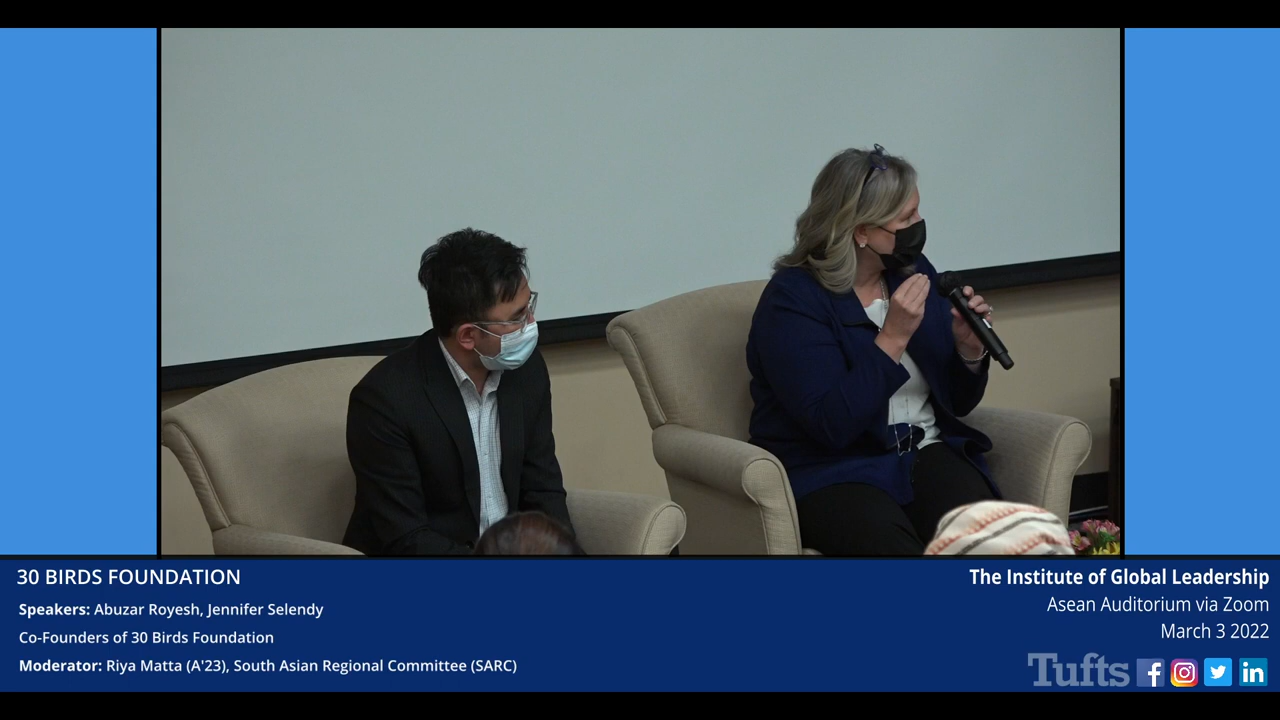 30 BIRDS FOUNDATION
Speakers: Abuzar Royesh, Jennifer Selendy
Co-Founders of 30 Birds Foundation
Moderator: Riya Matta (A'23), South Asian Regional Committee (SARC)
The Institute of Global Leadership
Asean Auditorium via Zoom
March 3 2022
Tufts